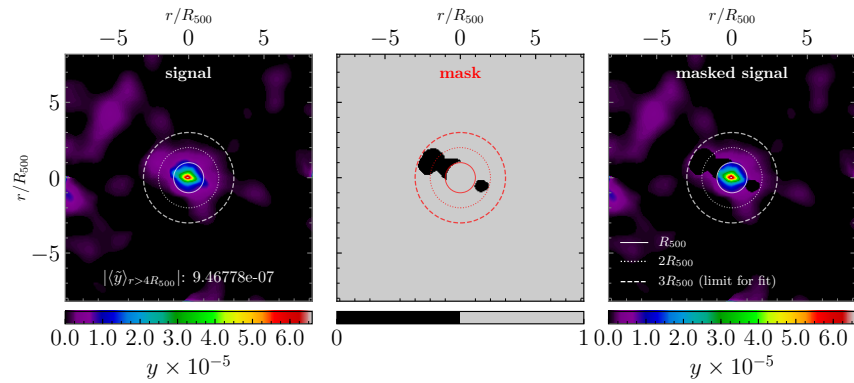 r/R500 r/R500 r/R500
−5 0 5 −5 0 5 −5 0 5
signal mask masked signal
5
0
−5
r/R500
|⟨ỹ⟩r>4R500|: 9.46778e-07
R500
2R500
3R500 (limit for fit)
0.0 1.0 2.0 3.0 4.0 5.0 6.0 0 1 0.0 1.0 2.0 3.0 4.0 5.0 6.0
y × 10−5 y × 10−5